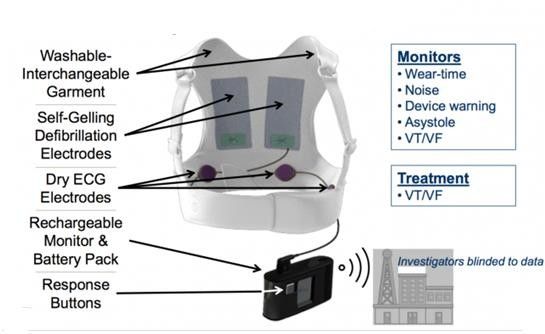 Washable-
Interchangeable
Garment
Self-Gelling
Defibrillation
Electrodes
Dry ECG
Electrodes
Rechargeable
Monitor &
Battery Pack
Response
Buttons
Monitors
• Wear-time
• Noise
• Device warning
• Asystole
• VT/VF
Treatment
• VT/VF
Investigators blinded to data